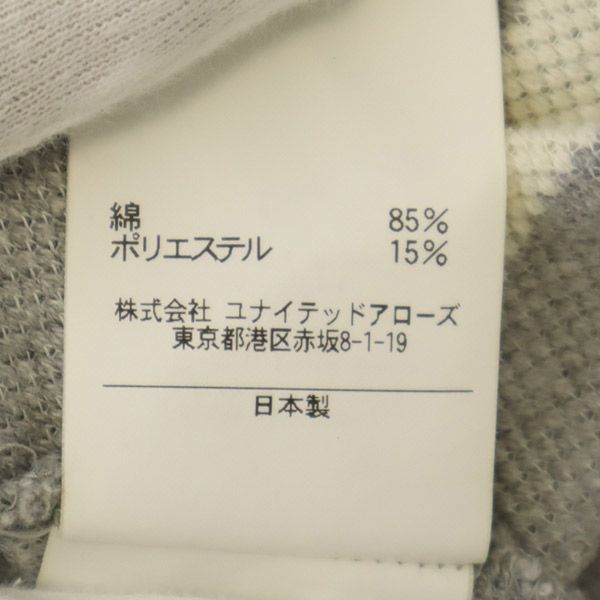 綿 85%
ポリエステル 15%
株式会社 ユナイテッドアローズ
東京都港区赤坂8-1-19
日本製